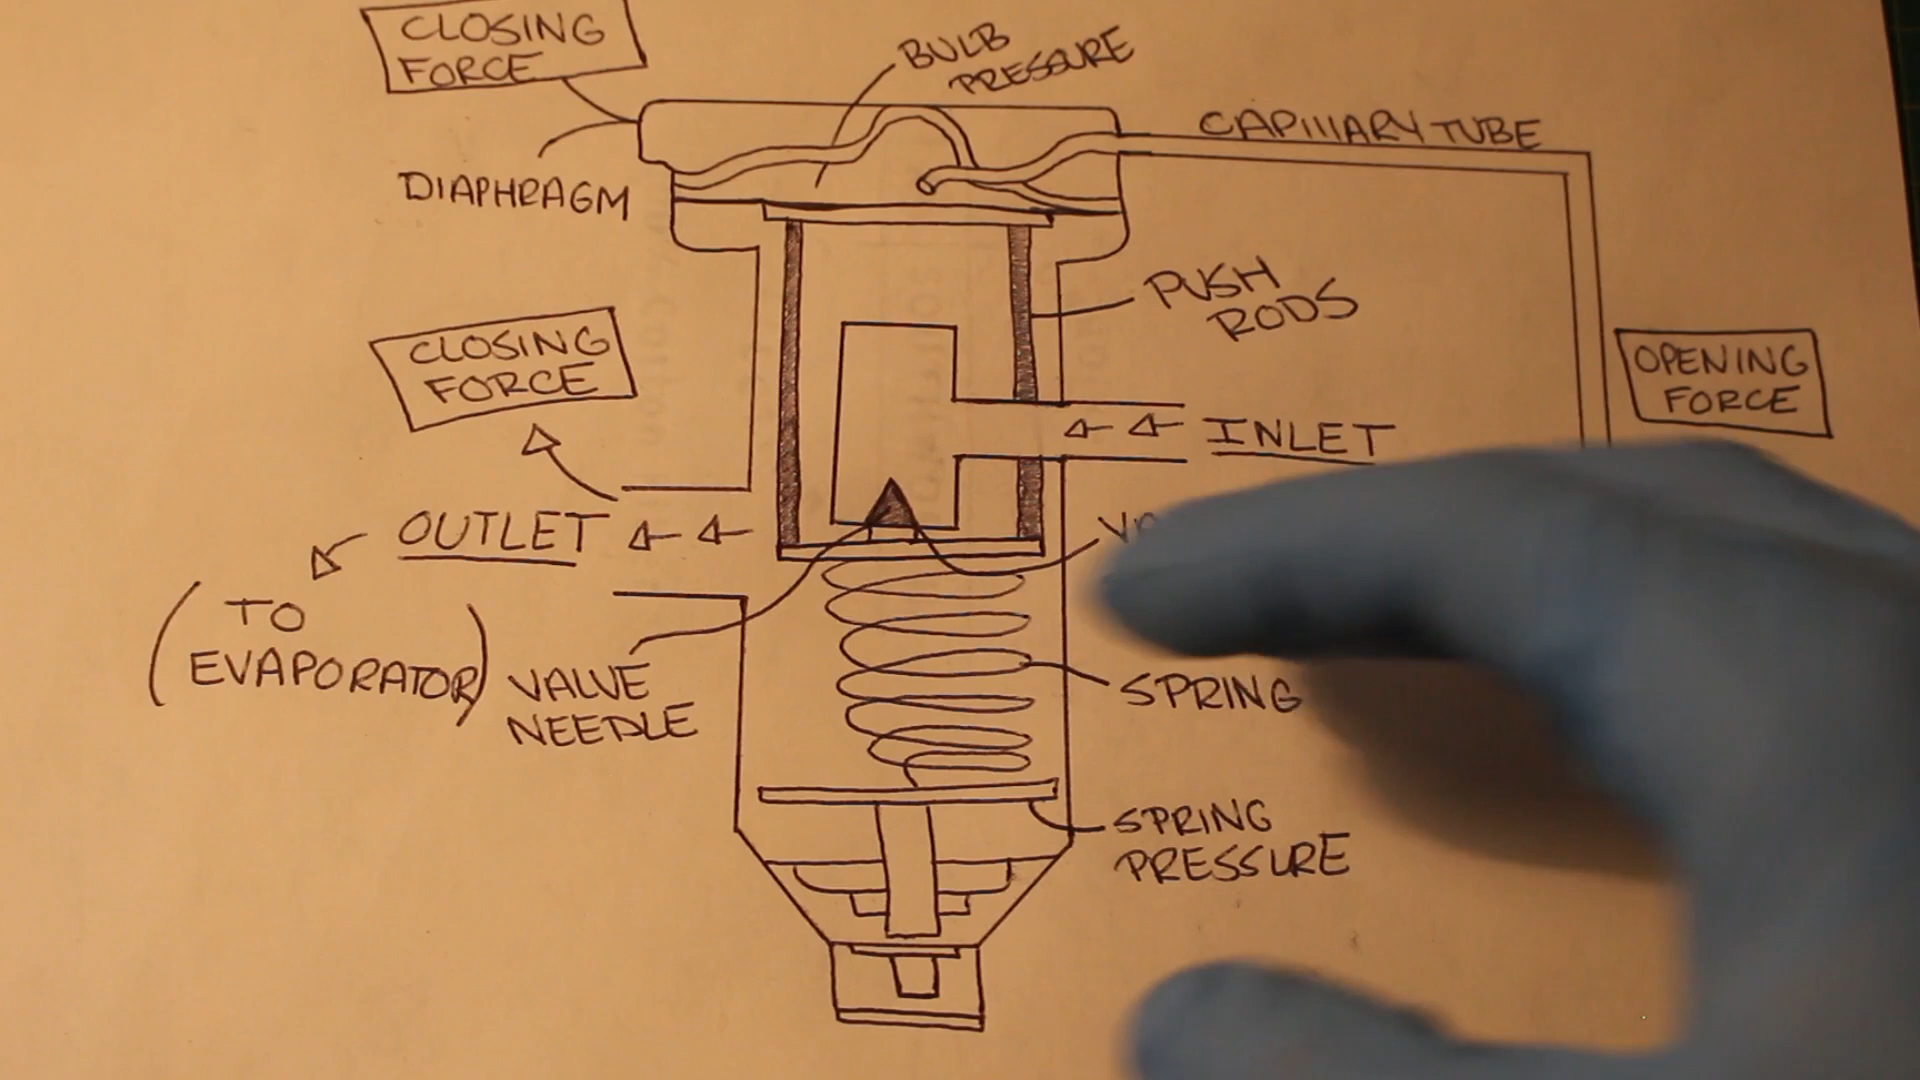 CLOSING
FORCE
BULB
PRESSURE
CAPIllARY TUBE
DIAPHRAGM
PUSH
RODS
CLOSING
FORCE
OPENING
FORCE
INLET
OUTLET
(TO
EVAPORATOR)
VALVE
NEEDLE
SPRING
SPRING
PRESSURE